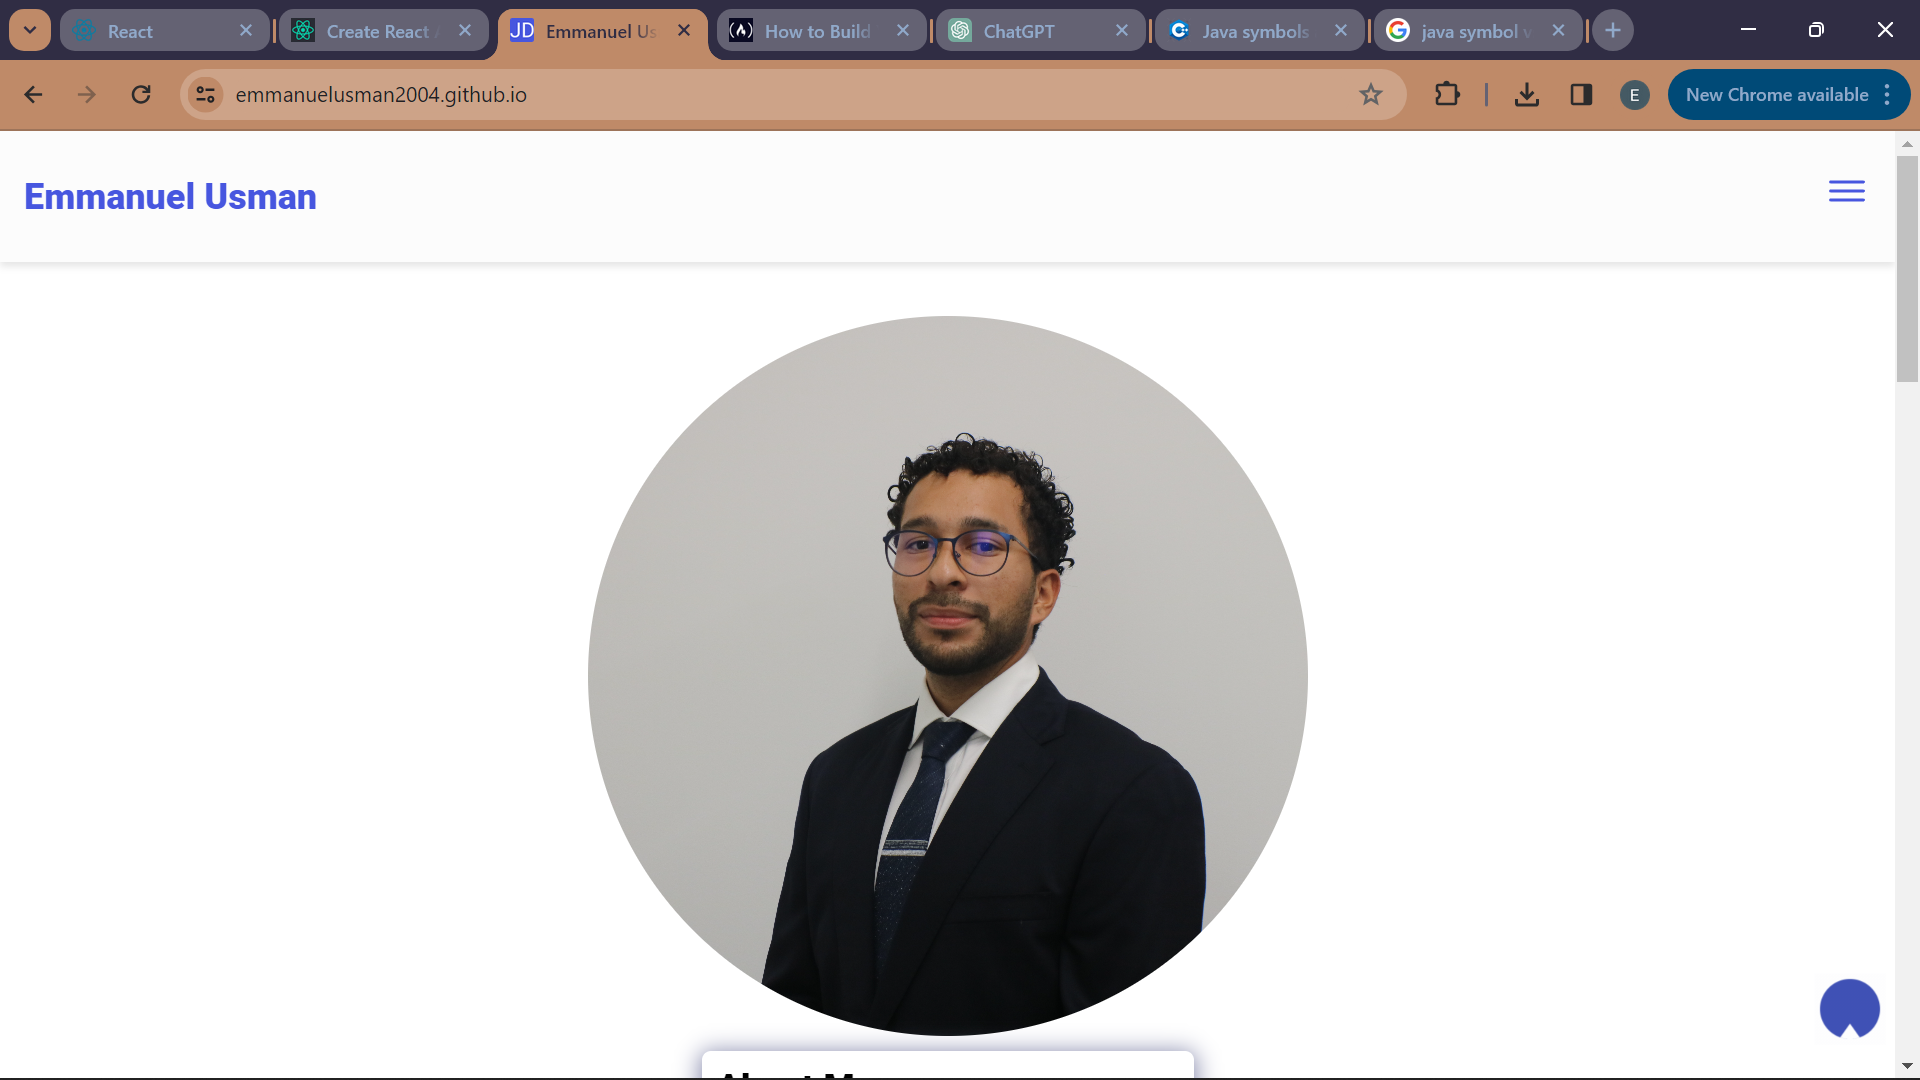 React
Create React
JD Emmanuel Us
How to Build
ChatGPT
Java symbols
java symbol v
emmanuelusman2004.github.io
E
New Chrome available
Emmanuel Usman